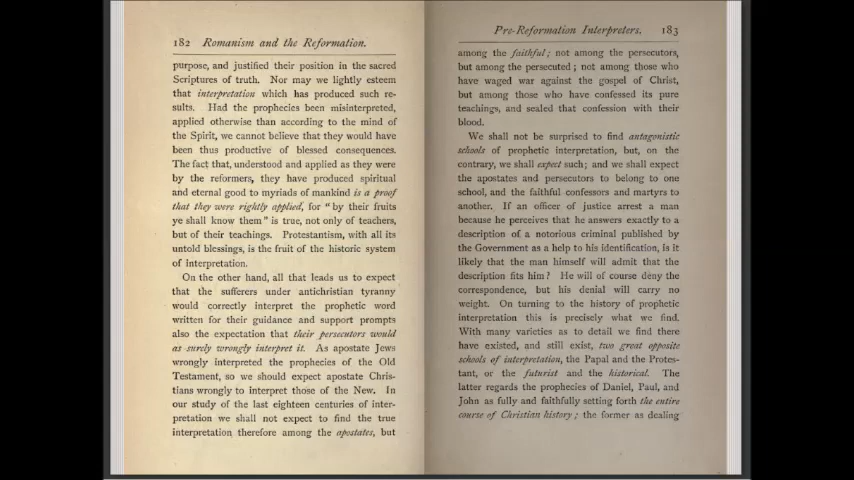 182 Romanism and the Reformation.
purpose, and justified their position in the sacred
Scriptures of truth. Nor may we lightly esteem
that interpretation which has produced such re-
sults. Had the prophecies been misinterpreted,
applied otherwise than according to the mind of
the Spirit, we cannot believe that they would have
been thus productive of blessed consequences.
The fact that, understood and applied as they were
by the reformers, they have produced spiritual
and eternal good to myriads of mankind is a proof
that they were rightly applied, for “by their fruits
ye shall know them” is true, not only of teachers,
but of their teachings. Protestantism, with all its
untold blessings, is the fruit of the historic system
of interpretation.
On the other hand, all that leads us to expect
that the sufferers under antichristian tyranny
would correctly interpret the prophetic word
written for their guidance and support prompts
also the expectation that their persecutors would
as surely wrongly interpret it. As apostate Jews
wrongly interpreted the prophecies of the Old
Testament, so we should expect apostate Chris-
tians wrongly to interpret those of the New. In
our study of the last eighteen centuries of inter-
pretation we shall not expect to find the true
interpretation therefore among the apostates, but
Pre-Reformation Interpreters. 183
among the faithful; not among the persecutors,
but among the persecuted; not among those who
have waged war against the gospel of Christ,
but among those who have confessed its pure
teachings, and sealed that confession with their
blood.
We shall not be surprised to find antagonistic
schools of prophetic interpretation, but, on the
contrary, we shall expect such; and we shall expect
the apostates and persecutors to belong to one
school, and the faithful confessors and martyrs to
another. If an officer of justice arrest a man
because he perceives that he answers exactly to a
description of a notorious criminal published by
the Government as a help to his identification, is it
likely that the man himself will admit that the
description fits him? He will of course deny the
correspondence, but his denial will carry no
weight. On turning to the history of prophetic
interpretation this is precisely what we find.
With many varieties as to detail we find there
have existed, and still exist, two great opposite
schools of interpretation, the Papal and the Protes-
tant, or the futurist and the historical. The
latter regards the prophecies of Daniel, Paul, and
John as fully and faithfully setting forth the entire
course of Christian history; the former as dealing